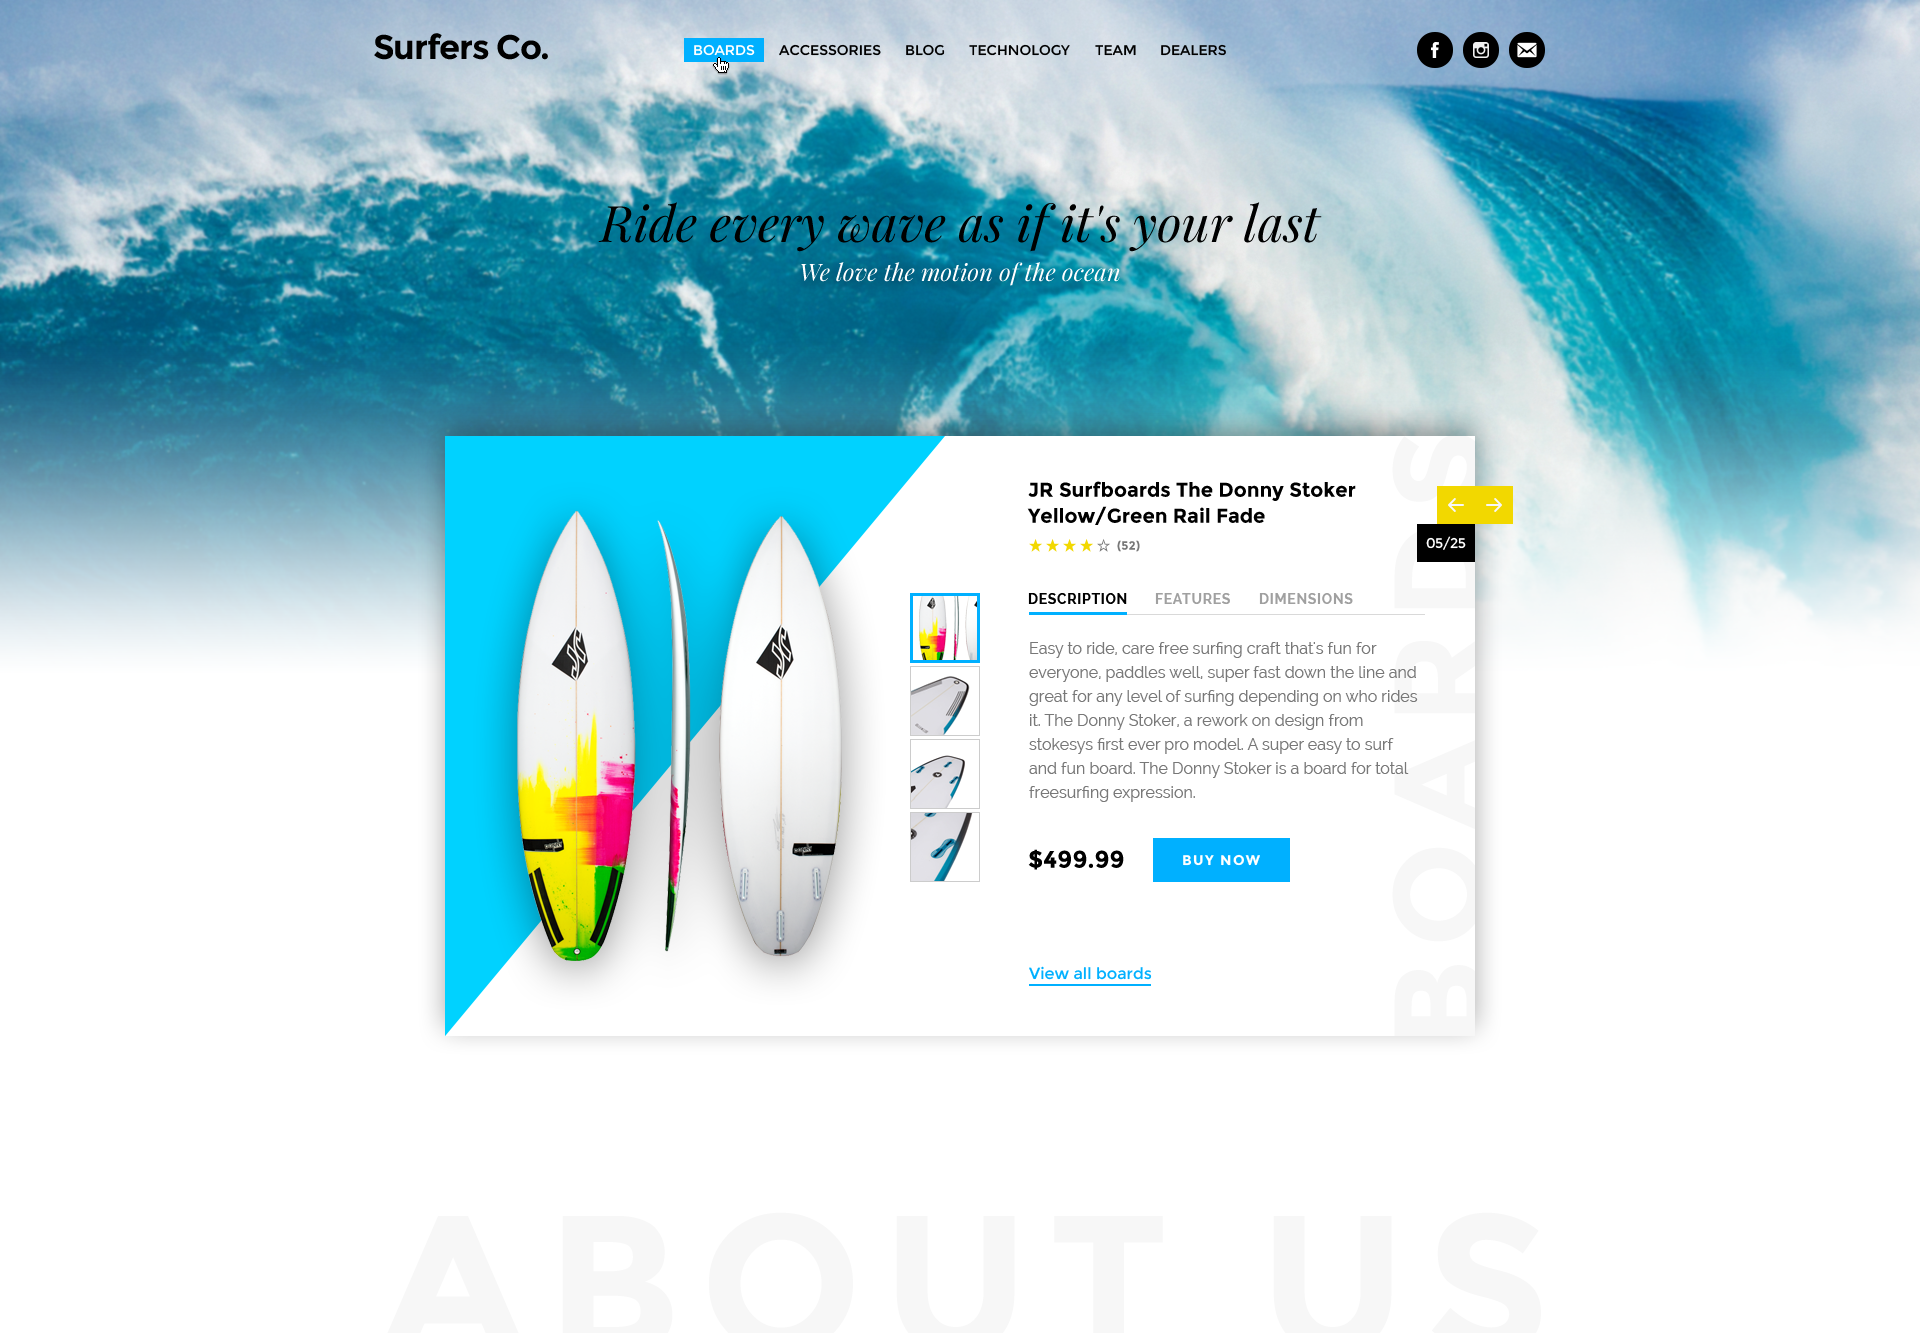 Surfers Co.
BOARDS
ACCESSORIES
BLOG
TECHNOLOGY
TEAM
DEALERS
Ride every wave as if it's your last
We love the motion of the ocean
JR Surfboards The Donny Stoker
Yellow/Green Rail Fade
(52)
05/25
DESCRIPTION
FEATURES
DIMENSIONS
Easy to ride, care free surfing craft that's fun for
everyone, paddles well, super fast down the line and
great for any level of surfing depending on who rides
it. The Donny Stoker, a rework on design from
stokesys first ever pro model. A super easy to surf
and fun board. The Donny Stoker is a board for total
freesurfing expression.
$499.99
BUY NOW
View all boards
BOARDS
ABOUT US